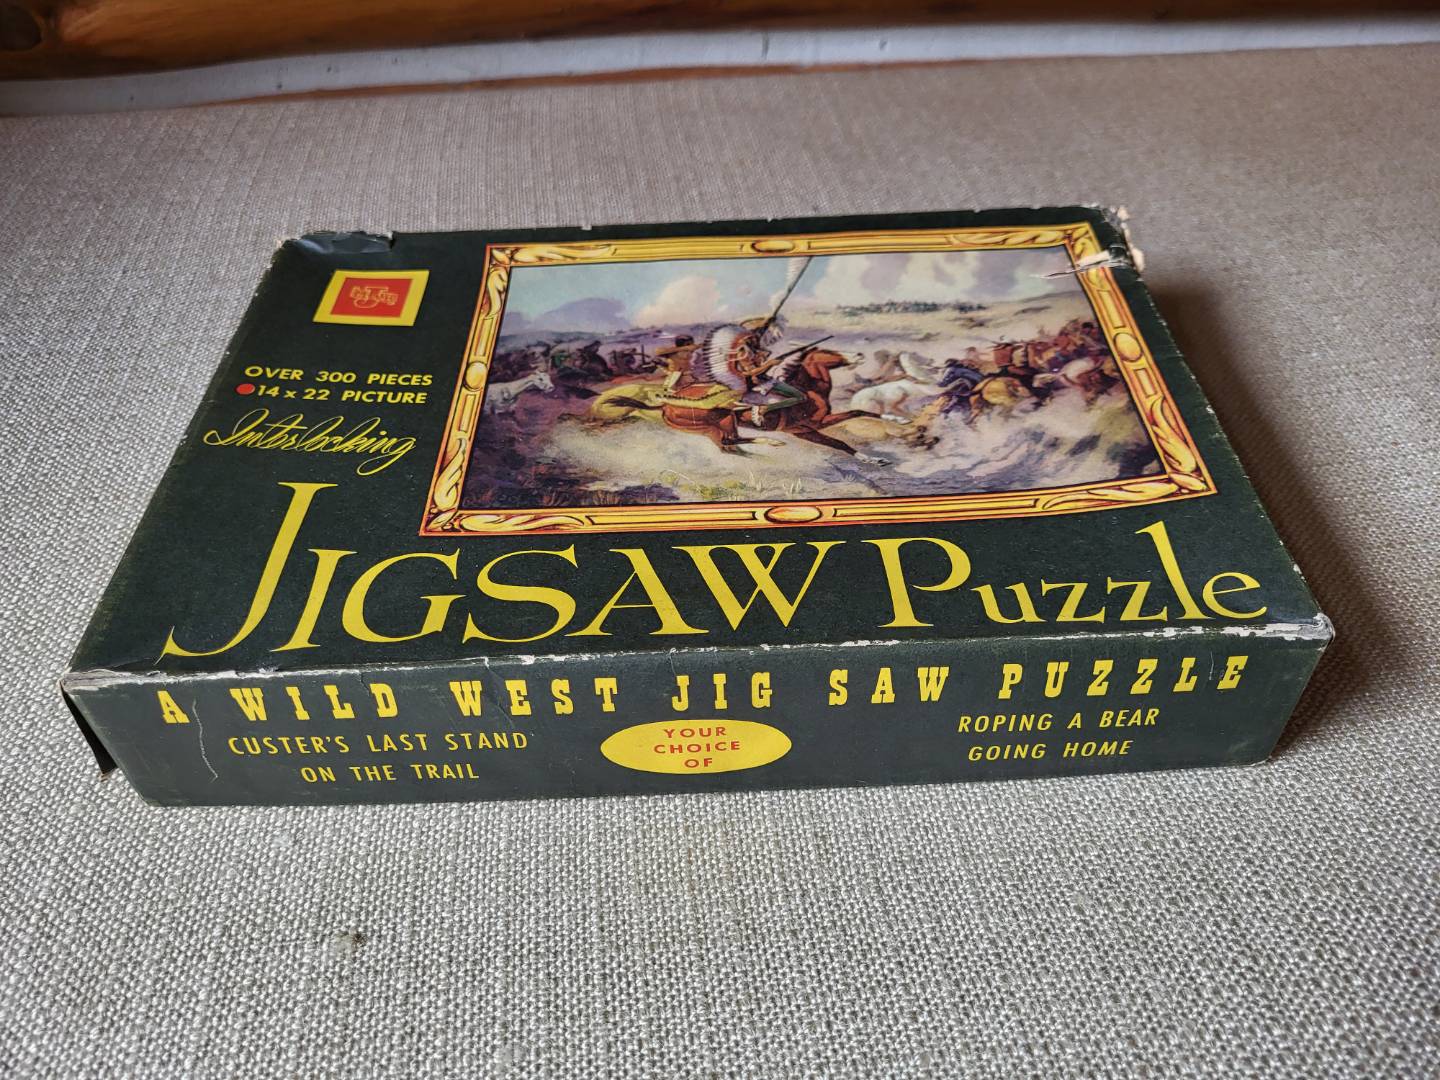 OVER 300 PIECES
14 x 22 PICTURE
Interlocking
JIGSAW Puzzle
A WILD WEST JIG SAW PUZZLE
CUSTER'S LAST STAND
ON THE TRAIL
YOUR
CHOICE
OF
ROPING A BEAR
GOING HOME